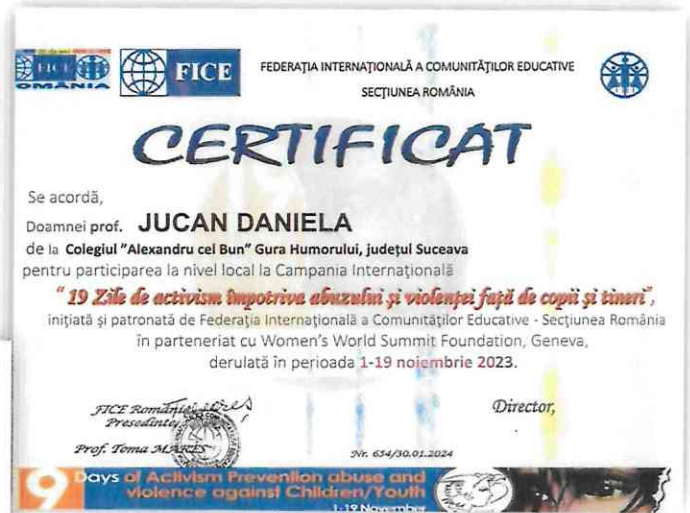 FICE
OMÂNIA
FICE
FEDERAȚIA INTERNAȚIONALĂ A COMUNITĂȚILOR EDUCATIVE
SECȚIUNEA ROMÂNIA
CERTIFICAT
Se acordă,
Doamnei prof. JUCAN DANIELA
de la Colegiul "Alexandru cel Bun" Gura Humorului, județul Suceava
pentru participarea la nivel local la Campania Internațională
"19 Zile de activism împotriva abuzului și violenței față de copii și tineri",
inițiată și patronată de Federația Internațională a Comunităților Educative - Secțiunea România
în parteneriat cu Women's World Summit Foundation, Geneva,
derulată în perioada 1-19 noiembrie 2023.
FICE România
Președinte,
Director,
Prof. Toma MAREȘ
Nr. 654/30.01.2024
9 Days of Activism Prevention abuse and
violence against Children/Youth
1-19 November